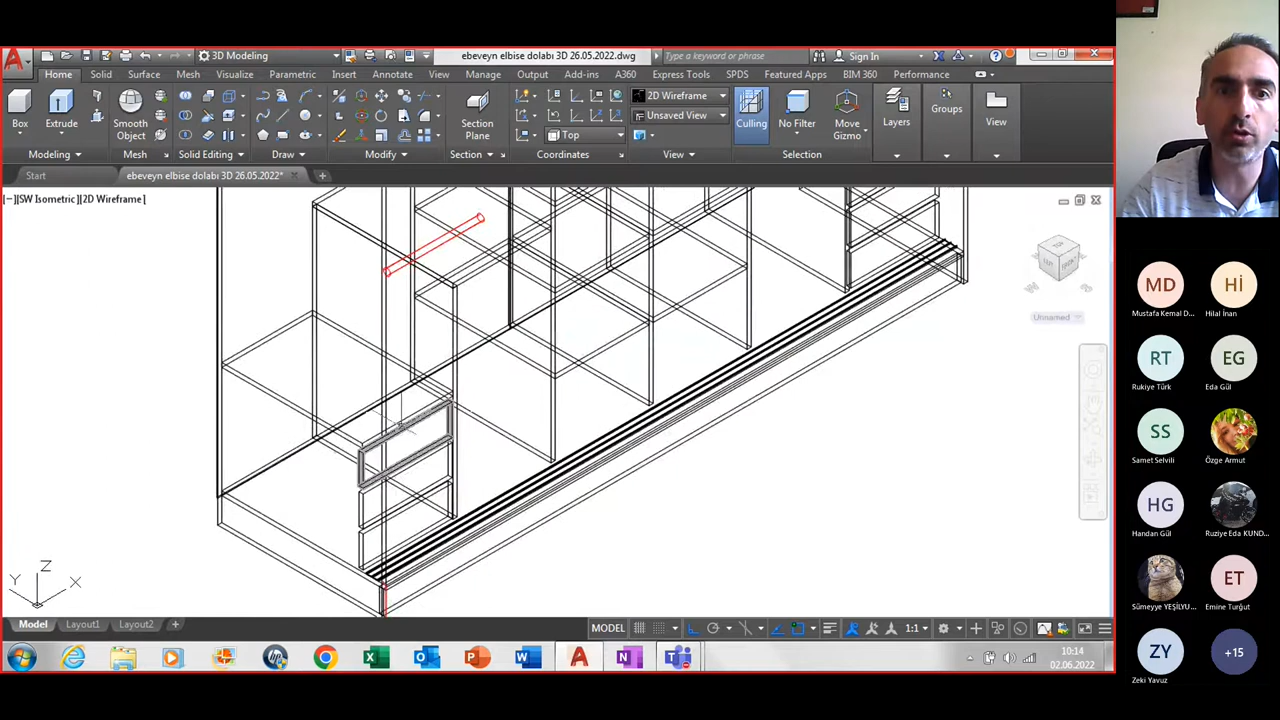 3D Modeling
ebeveyn elbise dolabı 3D 26.05.2022.dwg
Type a keyword or phrase
Sign In
Home Solid Surface Mesh Visualize Parametric Insert Annotate View Manage Output Add-ins A360 Express Tools SPDS Featured Apps BIM 360 Performance
Box
Extrude
Smooth
Object
Section
Plane
Top
2D Wireframe
Unsaved View
Culling
No Filter
Move
Gizmo
Layers
Groups
View
Modeling Mesh Solid Editing Draw Modify Section Coordinates View Selection
Start
ebeveyn elbise dolabı 3D 26.05.2022*
[−][SW Isometric][2D Wireframe]
TOP
FRONT
Unnamed
Z
Y
X
Model Layout1 Layout2
MODEL
1:1
10:14
02.06.2022
MD
Mustafa Kemal D...
Hİ
Hilal İnan
RT
Rukiye Türk
EG
Eda Gül
SS
Samet Selvili
Özge Armut
HG
Handan Gül
Ruziye Eda KUND...
Sümeyye YEŞİLYU...
ET
Emine Turğut
ZY
Zeki Yavuz
+15